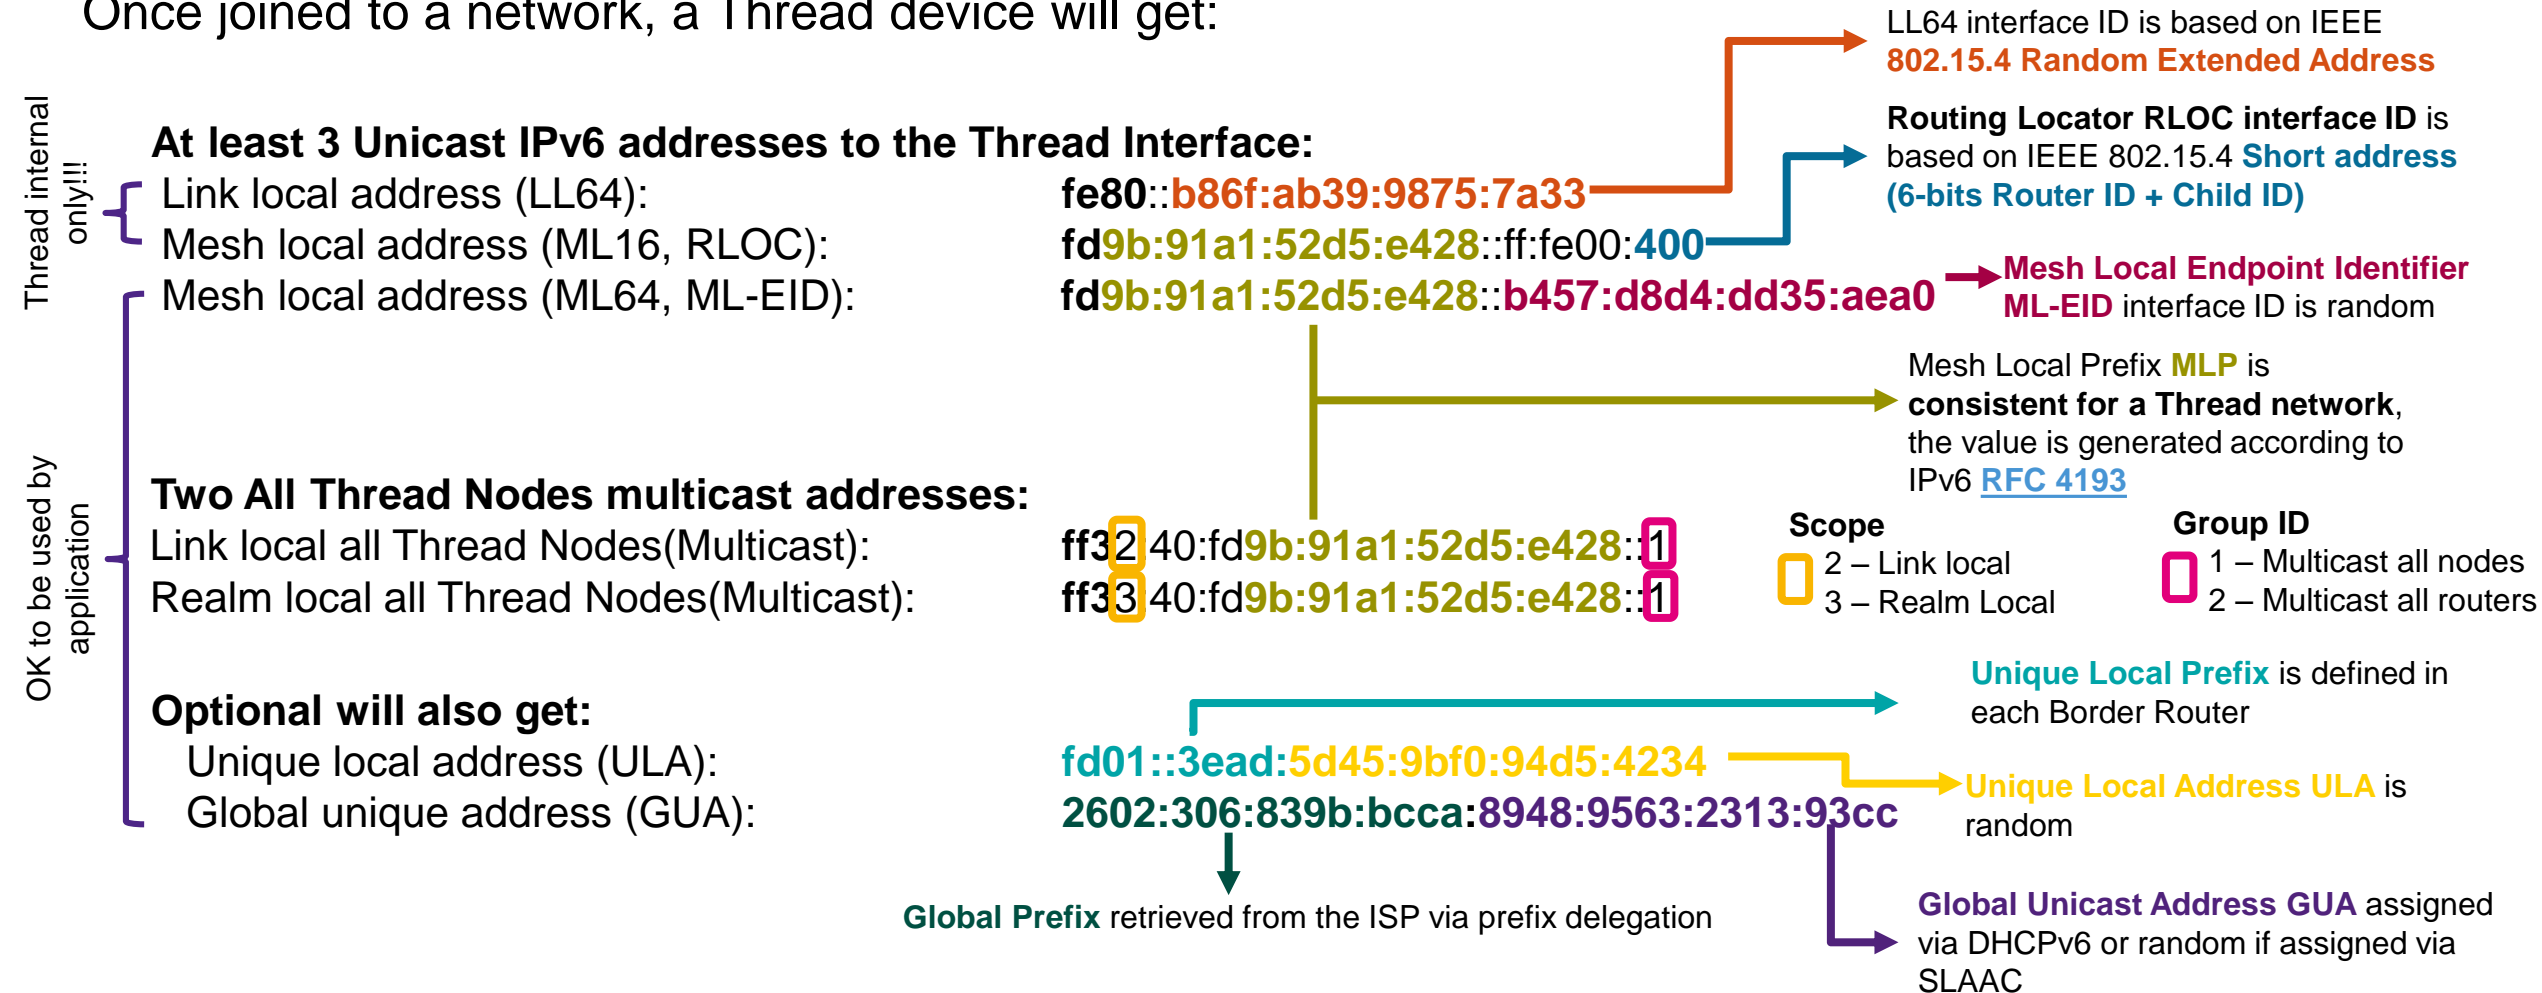 Once joined to a network, a Thread device will get:
LL64 interface ID is based on IEEE
802.15.4 Random Extended Address
Thread internal
only!!!
At least 3 Unicast IPv6 addresses to the Thread Interface:
Routing Locator RLOC interface ID is
based on IEEE 802.15.4 Short address
(6-bits Router ID + Child ID)
Link local address (LL64): fe80::b86f:ab39:9875:7a33
Mesh local address (ML16, RLOC): fd9b:91a1:52d5:e428::ff:fe00:400
Mesh local address (ML64, ML-EID): fd9b:91a1:52d5:e428::b457:d8d4:dd35:aea0
Mesh Local Endpoint Identifier
ML-EID interface ID is random
Mesh Local Prefix MLP is
consistent for a Thread network,
the value is generated according to
IPv6 RFC 4193
OK to be used by
application
Two All Thread Nodes multicast addresses:
Link local all Thread Nodes(Multicast): ff32:40:fd9b:91a1:52d5:e428::1
Realm local all Thread Nodes(Multicast): ff33:40:fd9b:91a1:52d5:e428::1
Scope
2 – Link local
3 – Realm Local
Group ID
1 – Multicast all nodes
2 – Multicast all routers
Unique Local Prefix is defined in
each Border Router
Optional will also get:
Unique local address (ULA): fd01::3ead:5d45:9bf0:94d5:4234
Global unique address (GUA): 2602:306:839b:bcca:8948:9563:2313:93cc
Unique Local Address ULA is
random
Global Prefix retrieved from the ISP via prefix delegation
Global Unicast Address GUA assigned
via DHCPv6 or random if assigned via
SLAAC